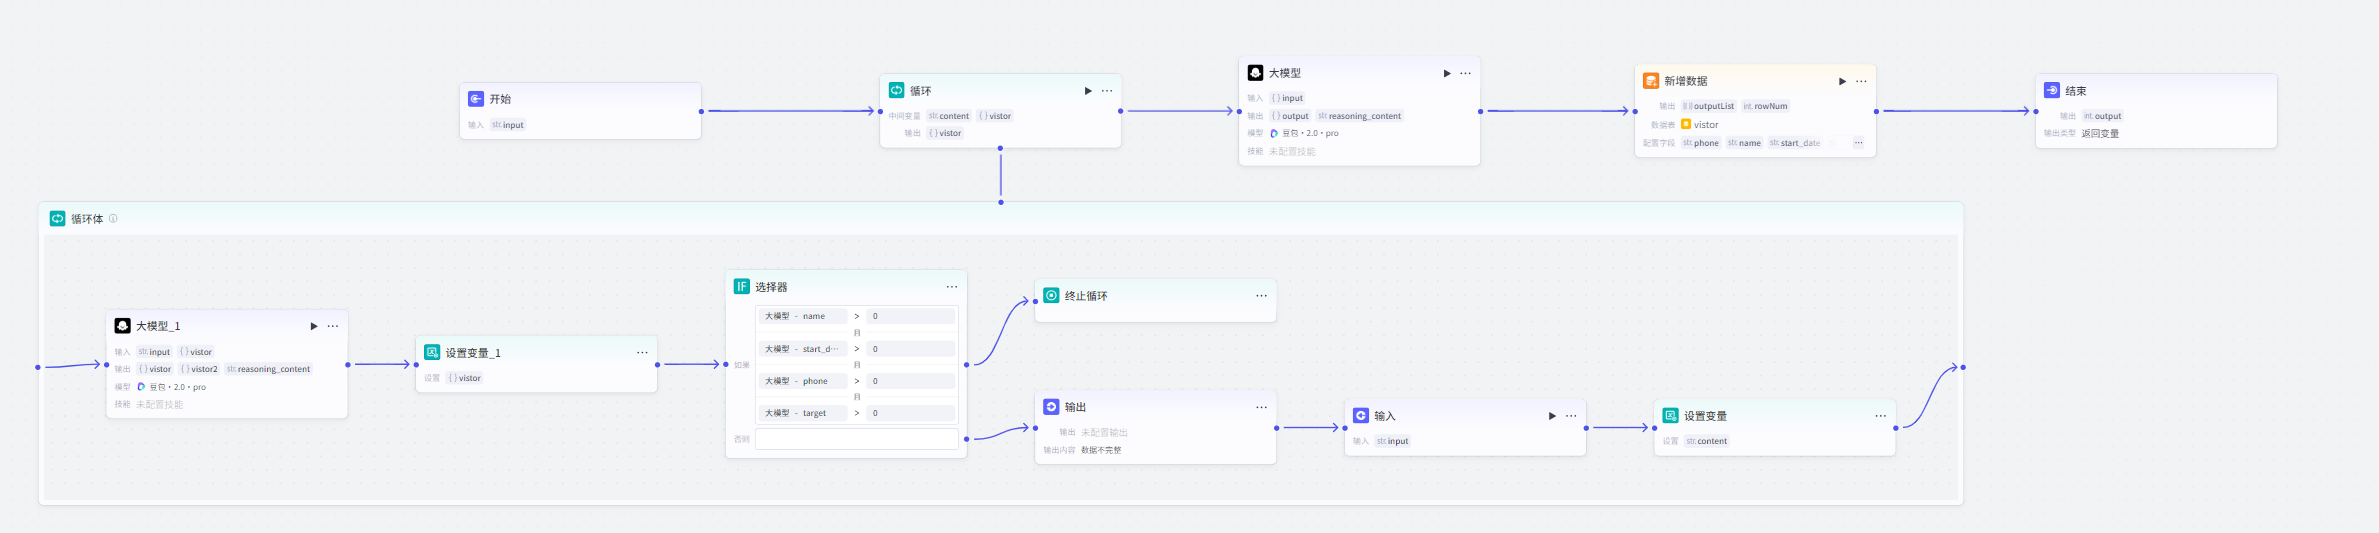 开始
输入 str. input
循环
中间变量 str. content {} vistor
输出 {} vistor
大模型
输入 {} input
输出 {} output str. reasoning_content
模型 豆包·2.0·pro
技能 未配置技能
新增数据
输出 [{}] outputList int. rowNum
数据表 vistor
配置字段 str. phone str. name str. start_date ...
结束
输出 int. output
输出类型 返回变量
循环体
大模型_1
输入 str. input {} vistor
输出 {} vistor {} vistor2 str. reasoning_content
模型 豆包·2.0·pro
技能 未配置技能
设置变量_1
设置 {} vistor
IF 选择器
如果
大模型 - name > 0
且
大模型 - start_d... > 0
且
大模型 - phone > 0
且
大模型 - target > 0
否则
终止循环
输出
输出 未配置输出
输出内容 数据不完整
输入
输入 str. input
设置变量
设置 str. content